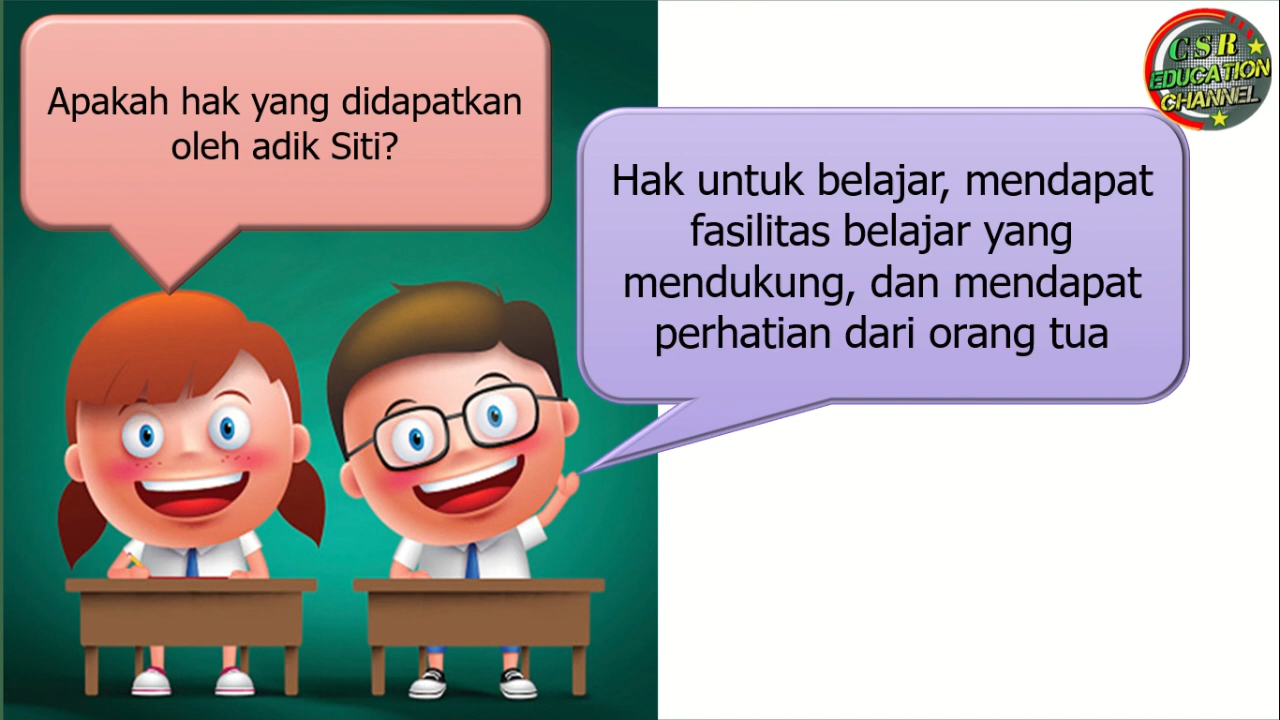 Apakah hak yang didapatkan
oleh adik Siti?
Hak untuk belajar, mendapat
fasilitas belajar yang
mendukung, dan mendapat
perhatian dari orang tua
CSR
EDUCATION
CHANNEL